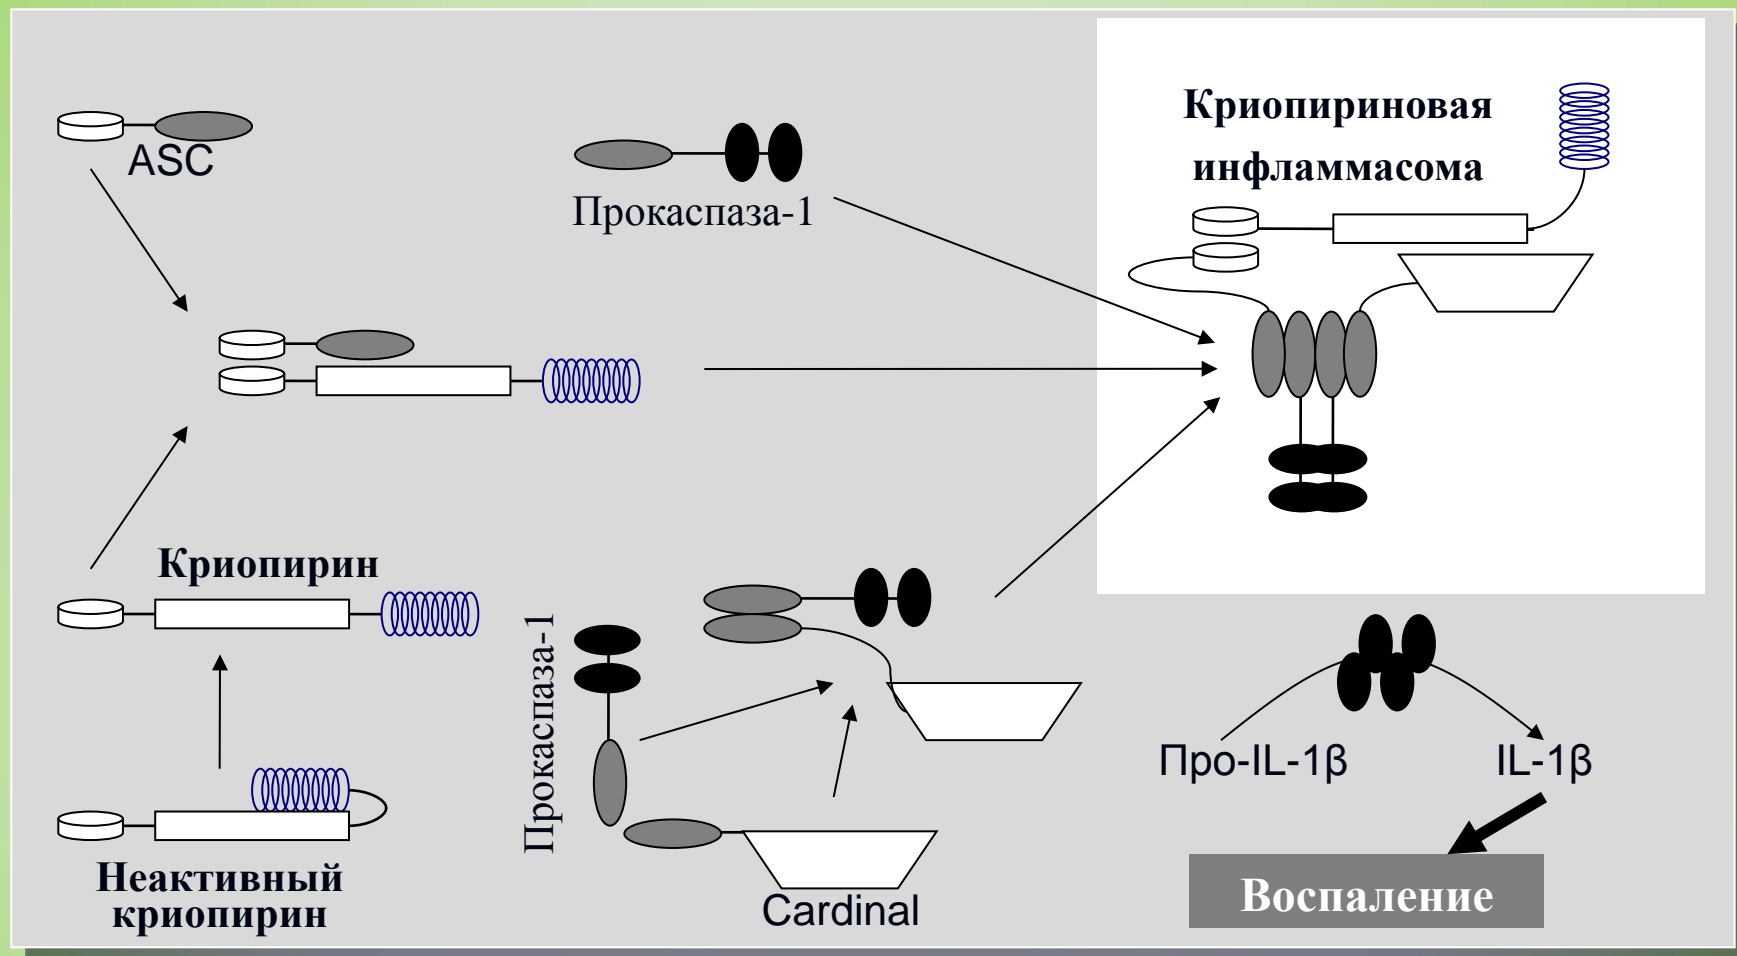 ASC
Прокаспаза-1
Криопириновая
инфламмасома
Криопирин
Прокаспаза-1
Неактивный
криопирин
Cardinal
Про-IL-1β
IL-1β
Воспаление